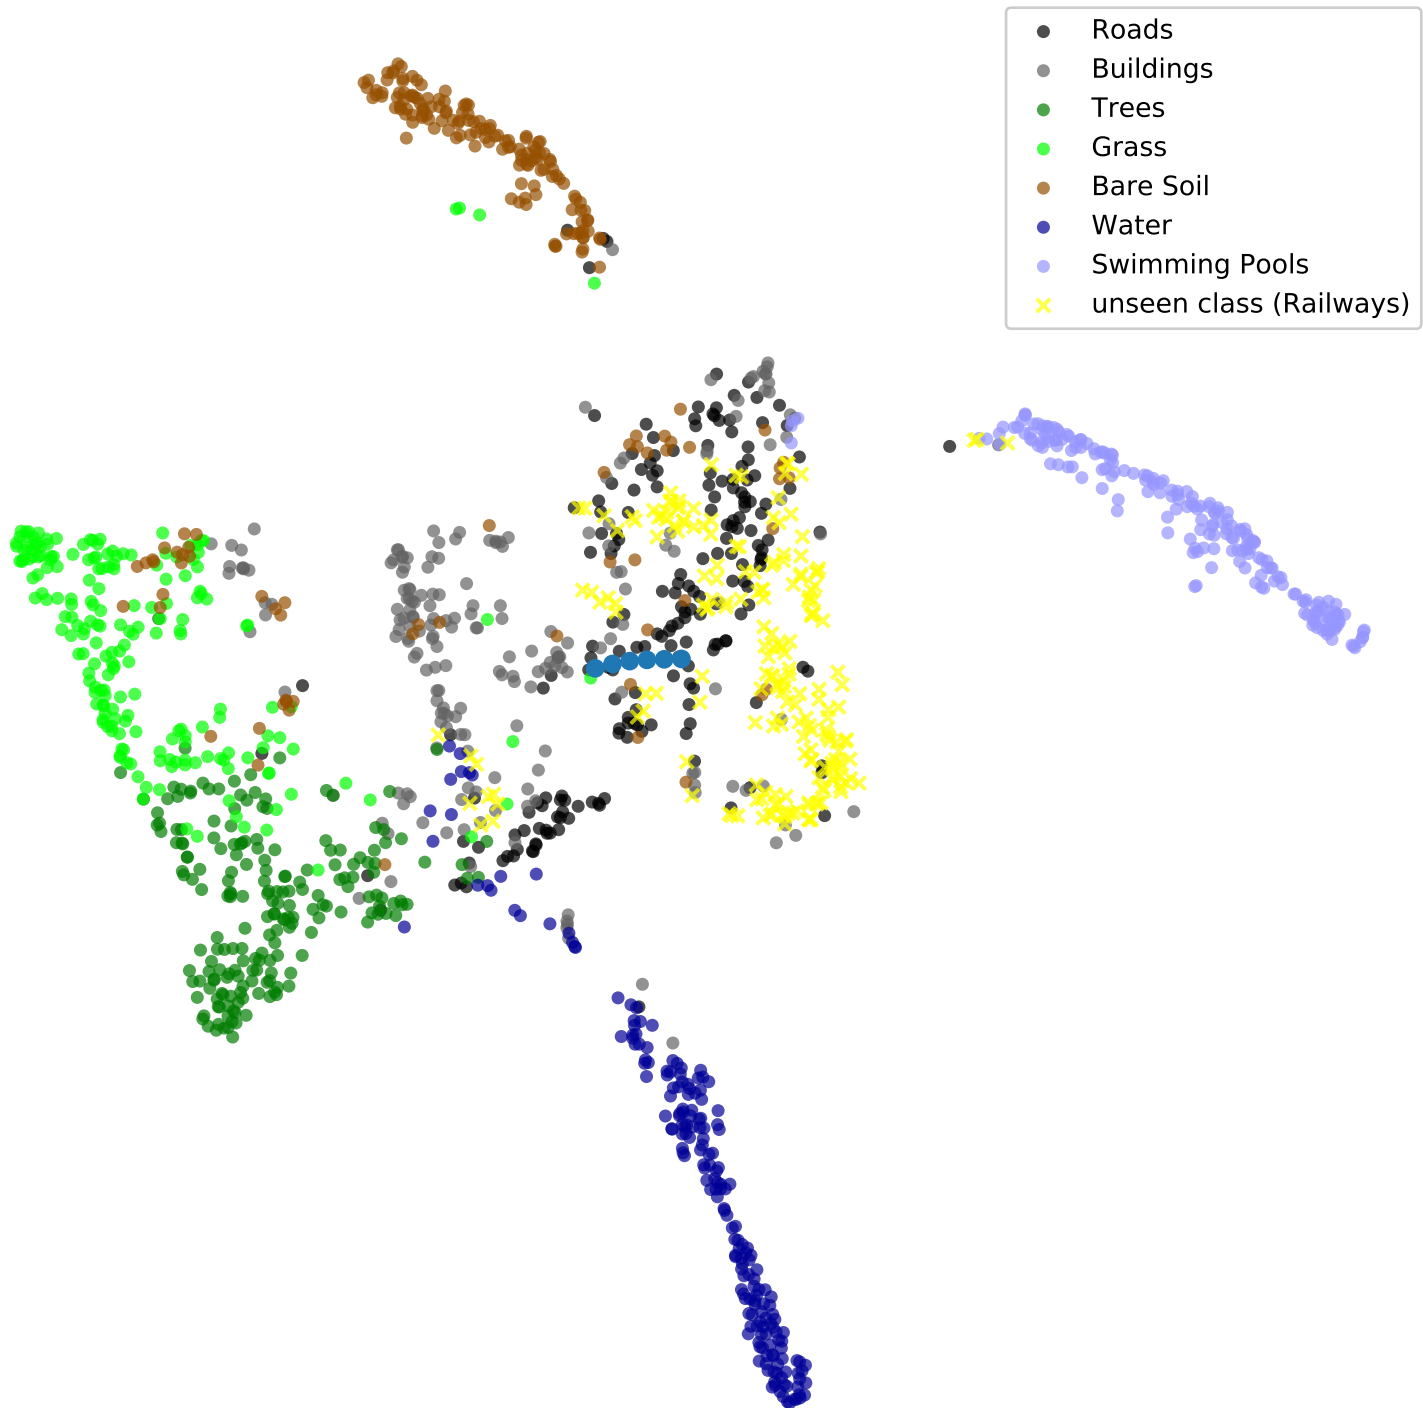 Roads
Buildings
Trees
Grass
Bare Soil
Water
Swimming Pools
unseen class (Railways)